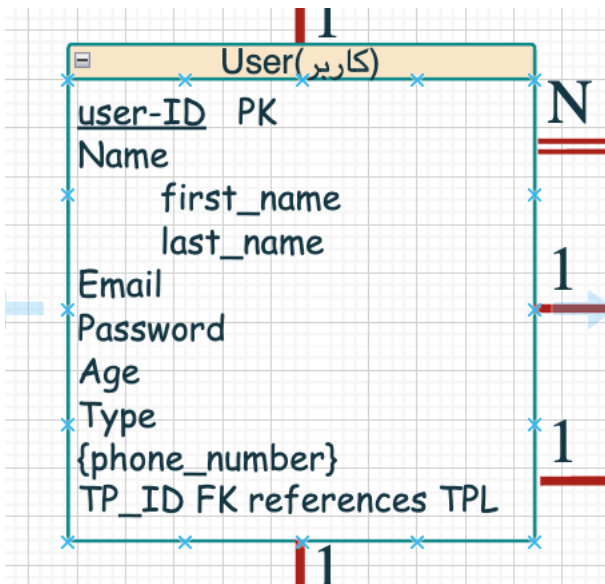 1
User(کاربر)
N
user-ID PK
Name
first_name
last_name
1
Email
Password
Age
Type
1
{phone_number}
TP_ID FK references TPL
1